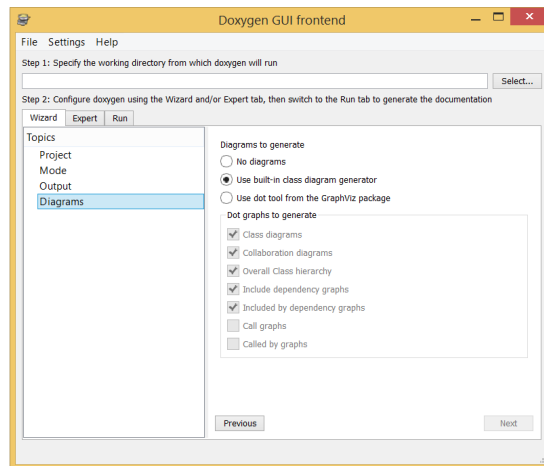 Doxygen GUI frontend
File Settings Help
Step 1: Specify the working directory from which doxygen will run
Select...
Step 2: Configure doxygen using the Wizard and/or Expert tab, then switch to the Run tab to generate the documentation
Wizard Expert Run
Topics
Project
Mode
Output
Diagrams
Diagrams to generate
No diagrams
Use built-in class diagram generator
Use dot tool from the GraphViz package
Dot graphs to generate
Class diagrams
Collaboration diagrams
Overall Class hierarchy
Include dependency graphs
Included by dependency graphs
Call graphs
Called by graphs
Previous
Next